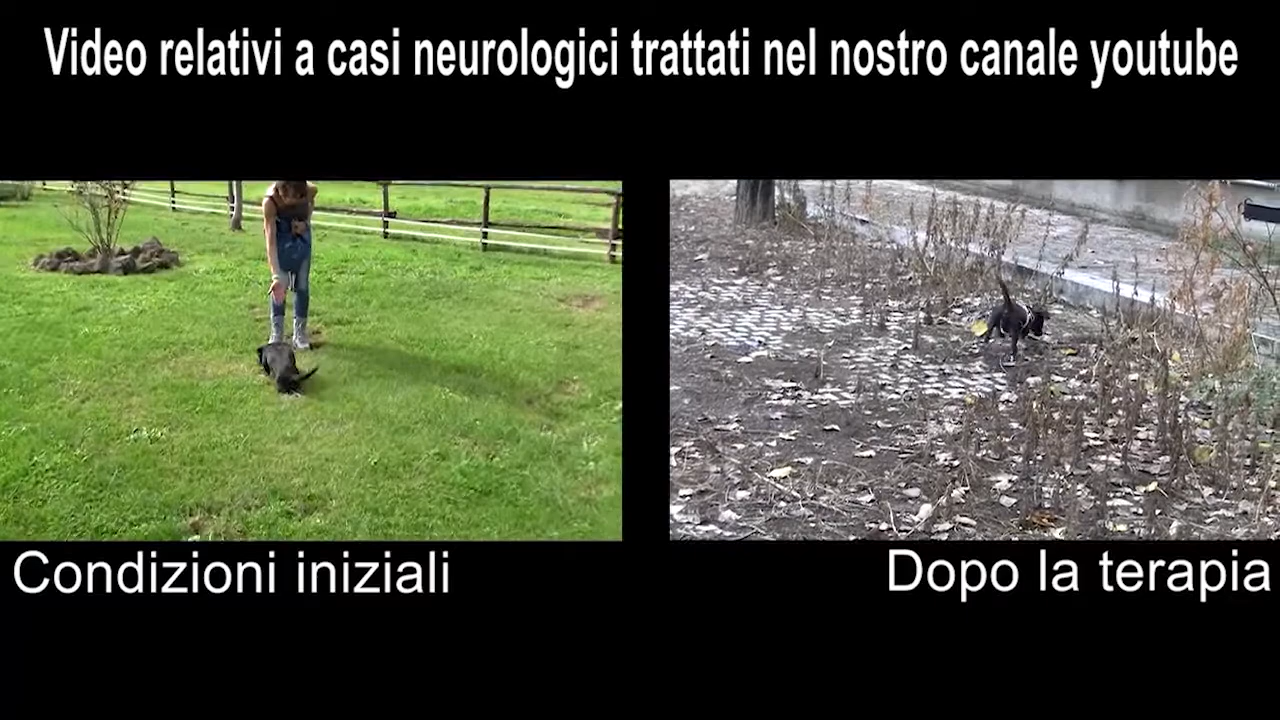 Video relativi a casi neurologici trattati nel nostro canale youtube
Condizioni iniziali
Dopo la terapia